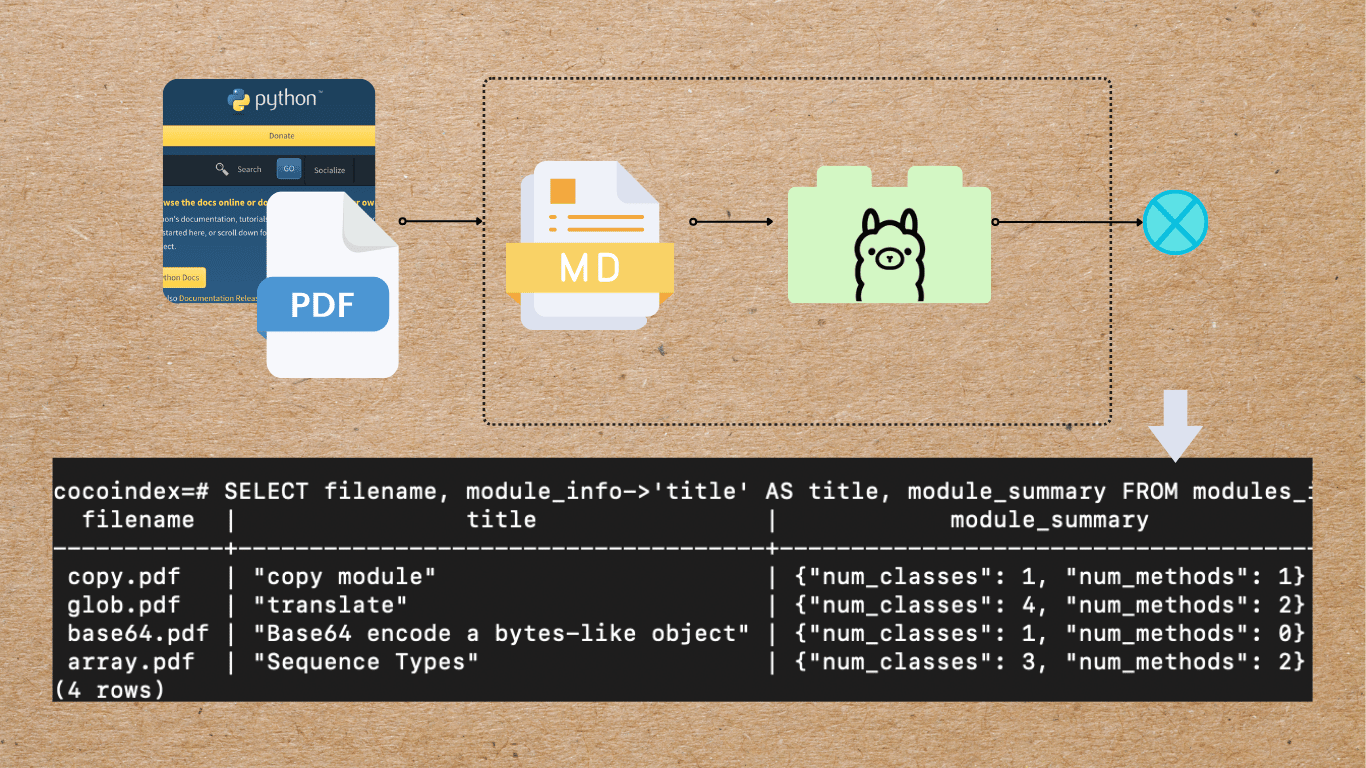 python
Donate
Search GO Socialize
wse the docs online or do
r ow
on's documentation, tutorials
started here, or scroll down fo
ect.
thon Docs
lso Documentation Releas
PDF
MD
cocoindex=# SELECT filename, module_info->'title' AS title, module_summary FROM modules_i
filename | title | module_summary
copy.pdf | "copy module" | {"num_classes": 1, "num_methods": 1}
glob.pdf | "translate" | {"num_classes": 4, "num_methods": 2}
base64.pdf | "Base64 encode a bytes-like object" | {"num_classes": 1, "num_methods": 0}
array.pdf | "Sequence Types" | {"num_classes": 3, "num_methods": 2}
(4 rows)